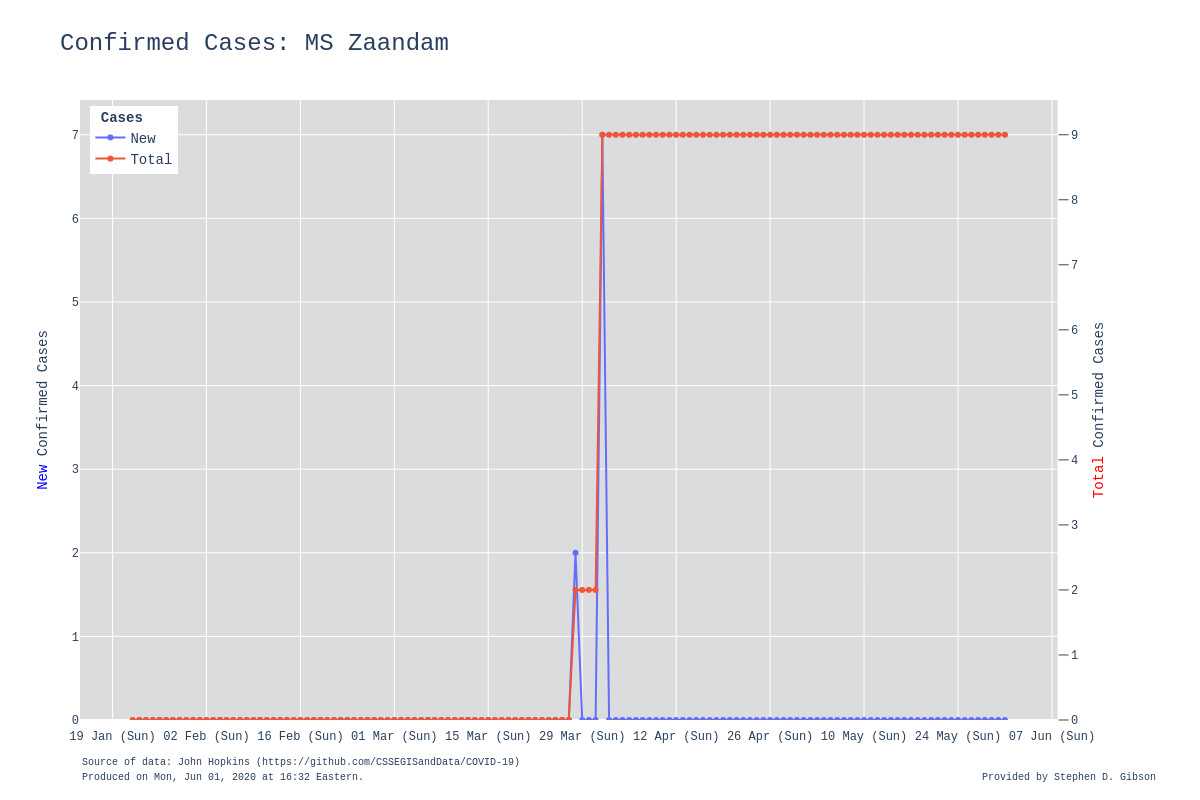 Confirmed Cases: MS Zaandam
Cases
New
Total
7
6
5
4
3
2
1
0
New Confirmed Cases
9
8
7
6
5
4
3
2
1
0
Total Confirmed Cases
19 Jan (Sun) 02 Feb (Sun) 16 Feb (Sun) 01 Mar (Sun) 15 Mar (Sun) 29 Mar (Sun) 12 Apr (Sun) 26 Apr (Sun) 10 May (Sun) 24 May (Sun) 07 Jun (Sun)
Source of data: John Hopkins (https://github.com/CSSEGISandData/COVID-19)
Produced on Mon, Jun 01, 2020 at 16:32 Eastern.
Provided by Stephen D. Gibson